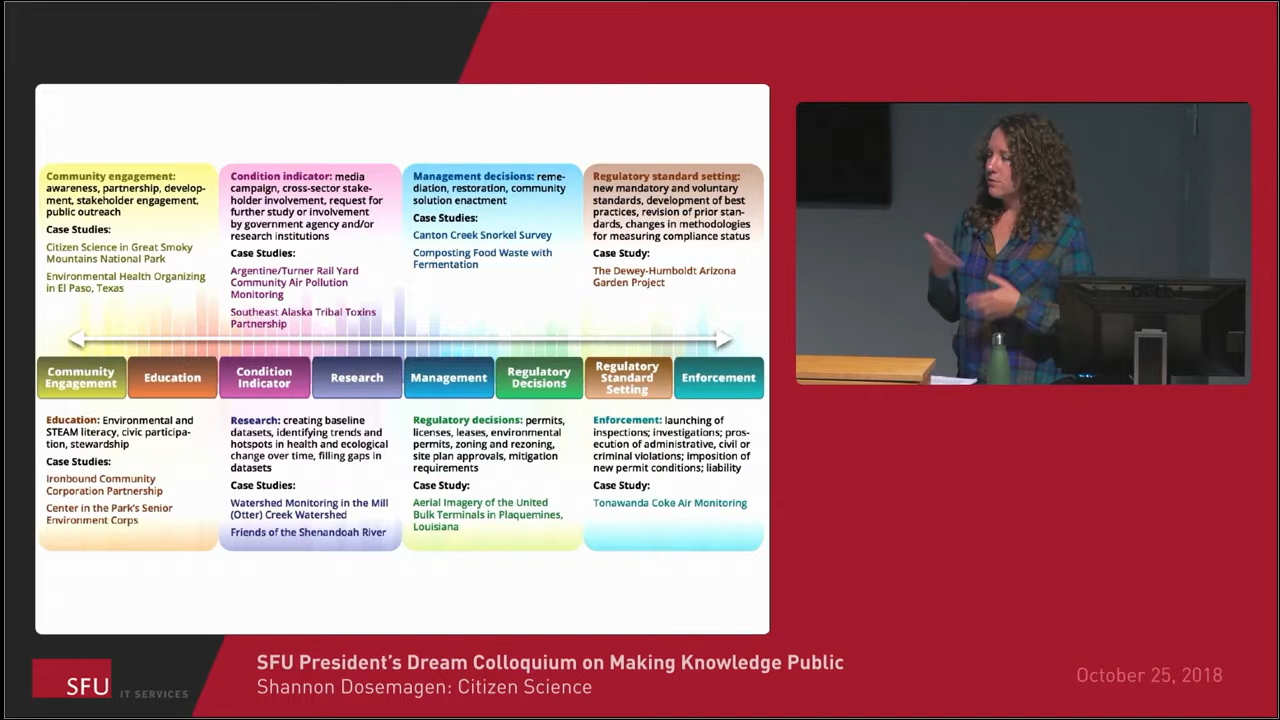 Community engagement:
awareness, partnership, develop-
ment, stakeholder engagement,
public outreach
Case Studies:
Citizen Science in Great Smoky
Mountains National Park
Environmental Health Organizing
in El Paso, Texas
Condition indicator: media
campaign, cross-sector stake-
holder involvement, request for
further study or involvement
by government agency and/or
research institutions
Case Studies:
Argentine/Turner Rail Yard
Community Air Pollution
Monitoring
Southeast Alaska Tribal Toxins
Partnership
Management decisions: reme-
diation, restoration, community
solution enactment
Case Studies:
Canton Creek Snorkel Survey
Composting Food Waste with
Fermentation
Regulatory standard setting:
new mandatory and voluntary
standards, development of best
practices, revision of prior stan-
dards, changes in methodologies
for measuring compliance status
Case Study:
The Dewey-Humboldt Arizona
Garden Project
Community
Engagement
Education
Condition
Indicator
Research
Management
Regulatory
Decisions
Regulatory
Standard
Setting
Enforcement
Education: Environmental and
STEAM literacy, civic participa-
tion, stewardship
Case Studies:
Ironbound Community
Corporation Partnership
Center in the Park's Senior
Environment Corps
Research: creating baseline
datasets, identifying trends and
hotspots in health and ecological
change over time, filling gaps in
datasets
Case Studies:
Watershed Monitoring in the Mill
(Otter) Creek Watershed
Friends of the Shenandoah River
Regulatory decisions: permits,
licenses, leases, environmental
permits, zoning and rezoning,
site plan approvals, mitigation
requirements
Case Study:
Aerial Imagery of the United
Bulk Terminals in Plaquemines,
Louisiana
Enforcement: launching of
inspections; investigations; pros-
ecution of administrative, civil or
criminal violations; imposition of
new permit conditions; liability
Case Study:
Tonawanda Coke Air Monitoring
SFU IT SERVICES
SFU President's Dream Colloquium on Making Knowledge Public
Shannon Dosemagen: Citizen Science
October 25, 2018